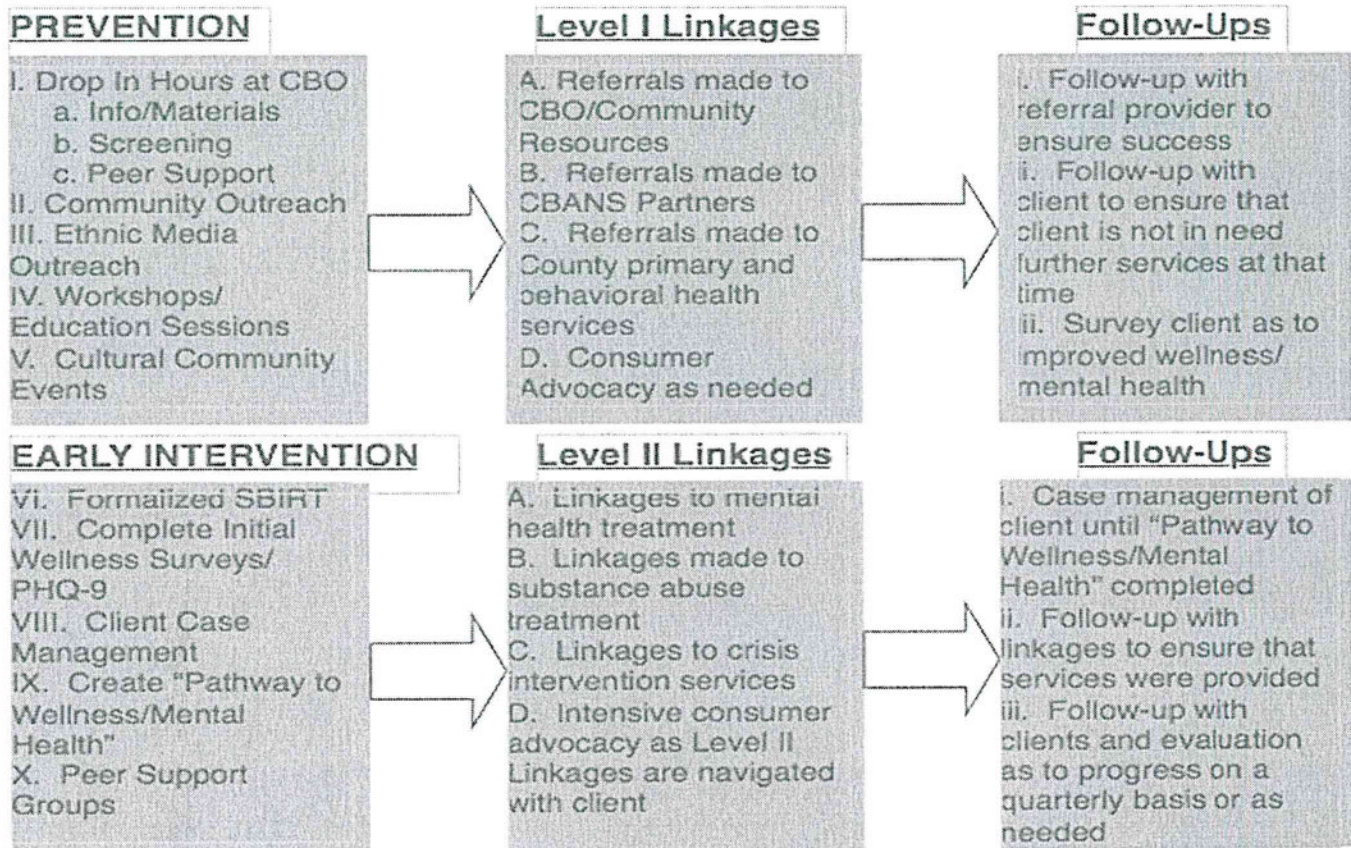 PREVENTION
I. Drop In Hours at CBO
a. Info/Materials
b. Screening
c. Peer Support
II. Community Outreach
III. Ethnic Media
Outreach
IV. Workshops/
Education Sessions
V. Cultural Community
Events
Level I Linkages
A. Referrals made to
CBO/Community
Resources
B. Referrals made to
CBANS Partners
C. Referrals made to
County primary and
behavioral health
services
D. Consumer
Advocacy as needed
Follow-Ups
i. Follow-up with
referral provider to
ensure success
ii. Follow-up with
client to ensure that
client is not in need
further services at that
time
iii. Survey client as to
improved wellness/
mental health
EARLY INTERVENTION
VI. Formalized SBIRT
VII. Complete Initial
Wellness Surveys/
PHQ-9
VIII. Client Case
Management
IX. Create "Pathway to
Wellness/Mental
Health"
X. Peer Support
Groups
Level II Linkages
A. Linkages to mental
health treatment
B. Linkages made to
substance abuse
treatment
C. Linkages to crisis
intervention services
D. Intensive consumer
advocacy as Level II
Linkages are navigated
with client
Follow-Ups
i. Case management of
client until "Pathway to
Wellness/Mental
Health" completed
ii. Follow-up with
linkages to ensure that
services were provided
iii. Follow-up with
clients and evaluation
as to progress on a
quarterly basis or as
needed